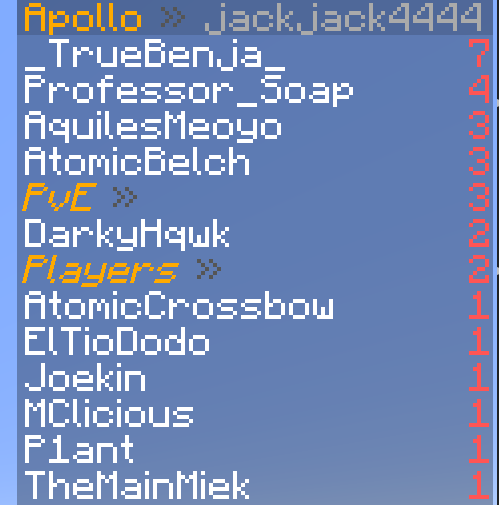 Apollo » jackjack4444
_TrueBenja_ 7
Professor_Soap 4
AquilesMeoyo 3
AtomicBelch 3
PvE » 3
DarkyHqwk 2
Players » 2
AtomicCrossbow 1
ElTioDodo 1
Joekin 1
MClicious 1
P1ant 1
TheMainMiek 1